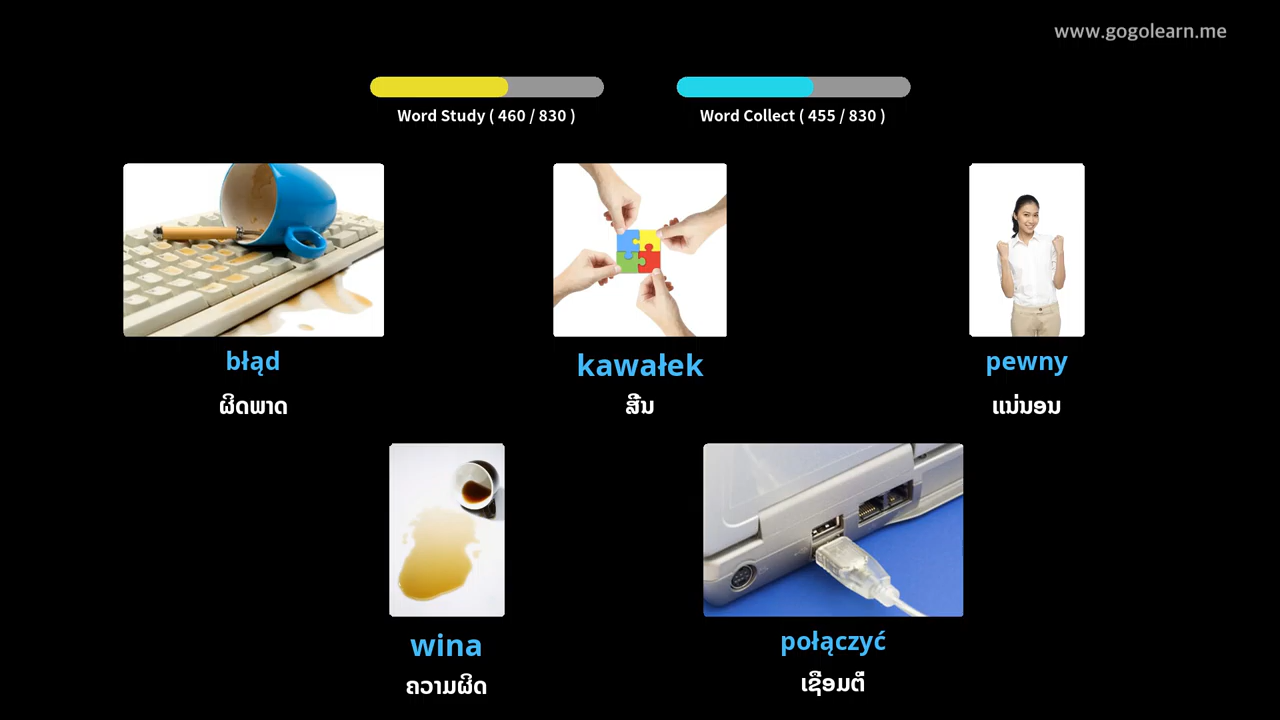 www.gogolearn.me
Word Study ( 460 / 830 )
Word Collect ( 455 / 830 )
błąd
ຜິດພາດ
kawałek
ສິ້ນ
pewny
ແນ່ນອນ
wina
ຄວາມຜິດ
połączyć
ເຊື່ອມຕໍ່